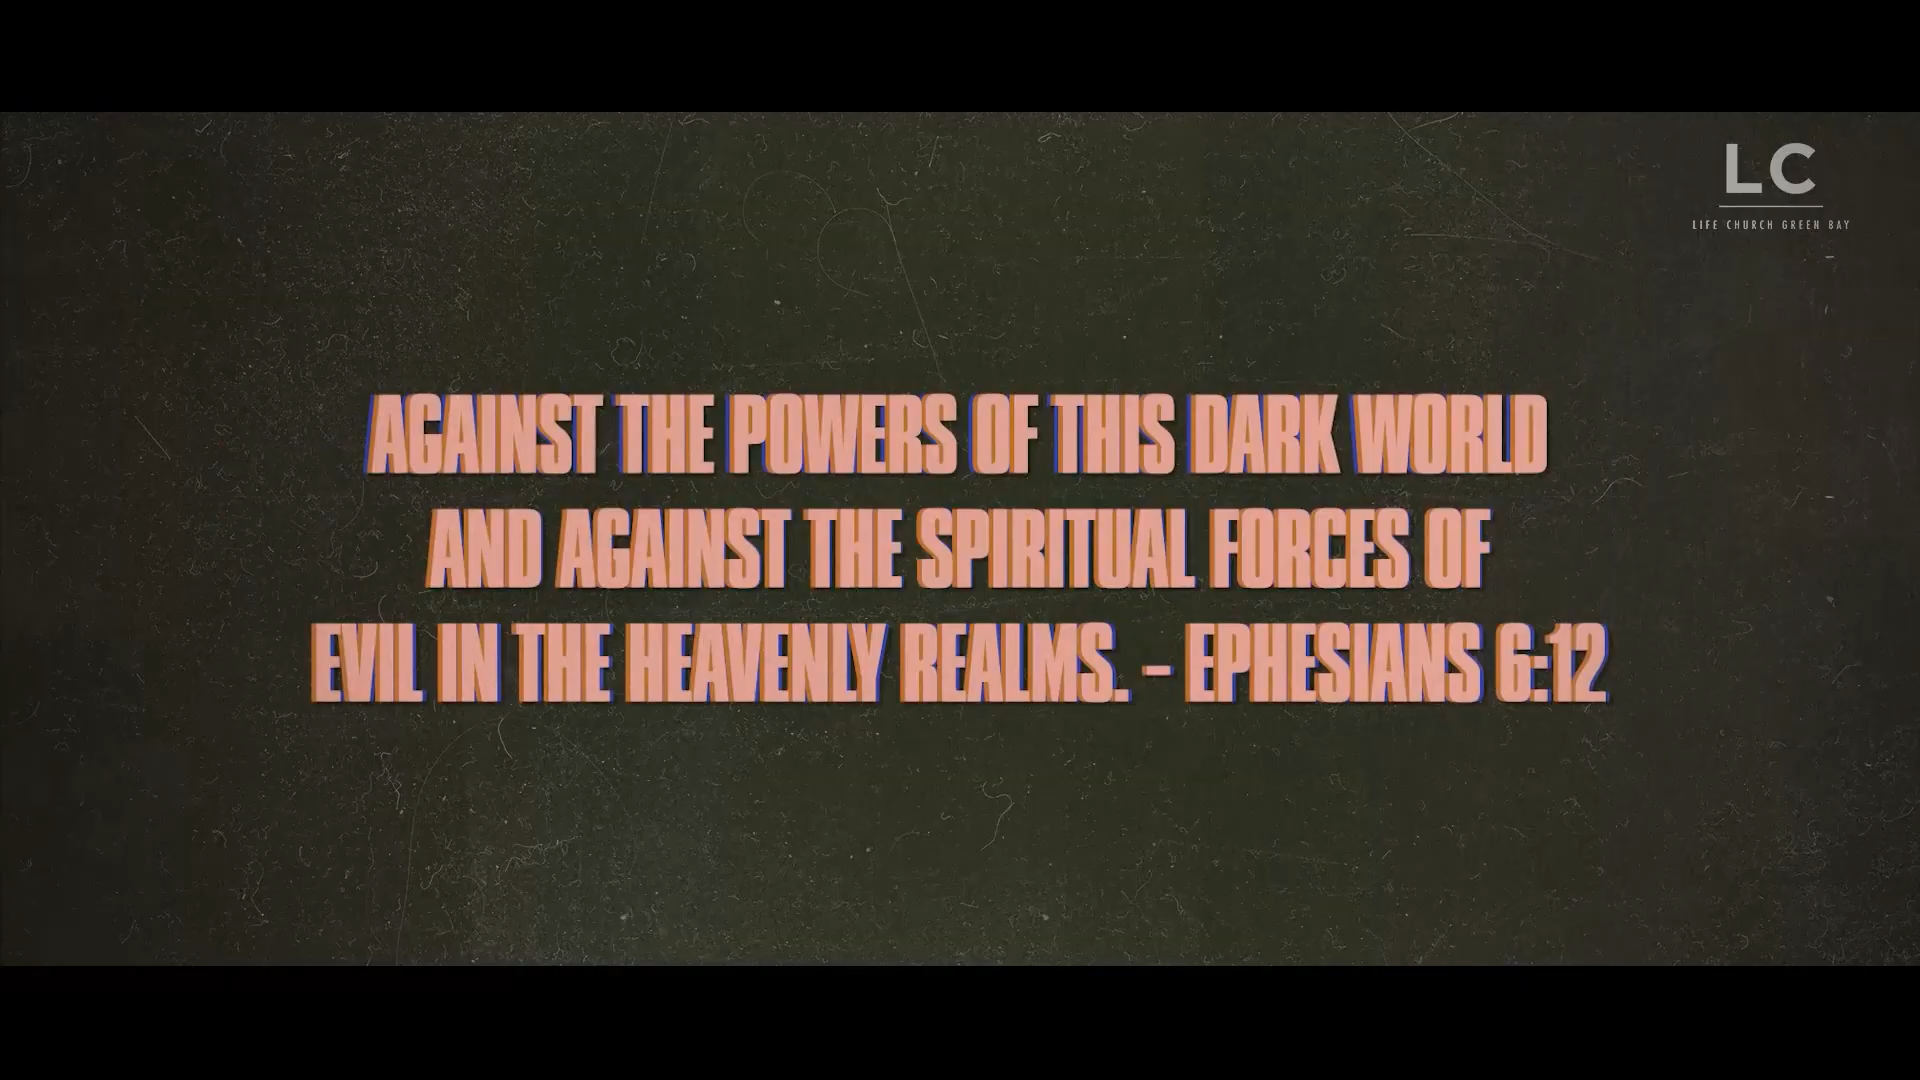 LC
LIFE CHURCH GREEN BAY
AGAINST THE POWERS OF THIS DARK WORLD
AND AGAINST THE SPIRITUAL FORCES OF
EVIL IN THE HEAVENLY REALMS. - EPHESIANS 6:12